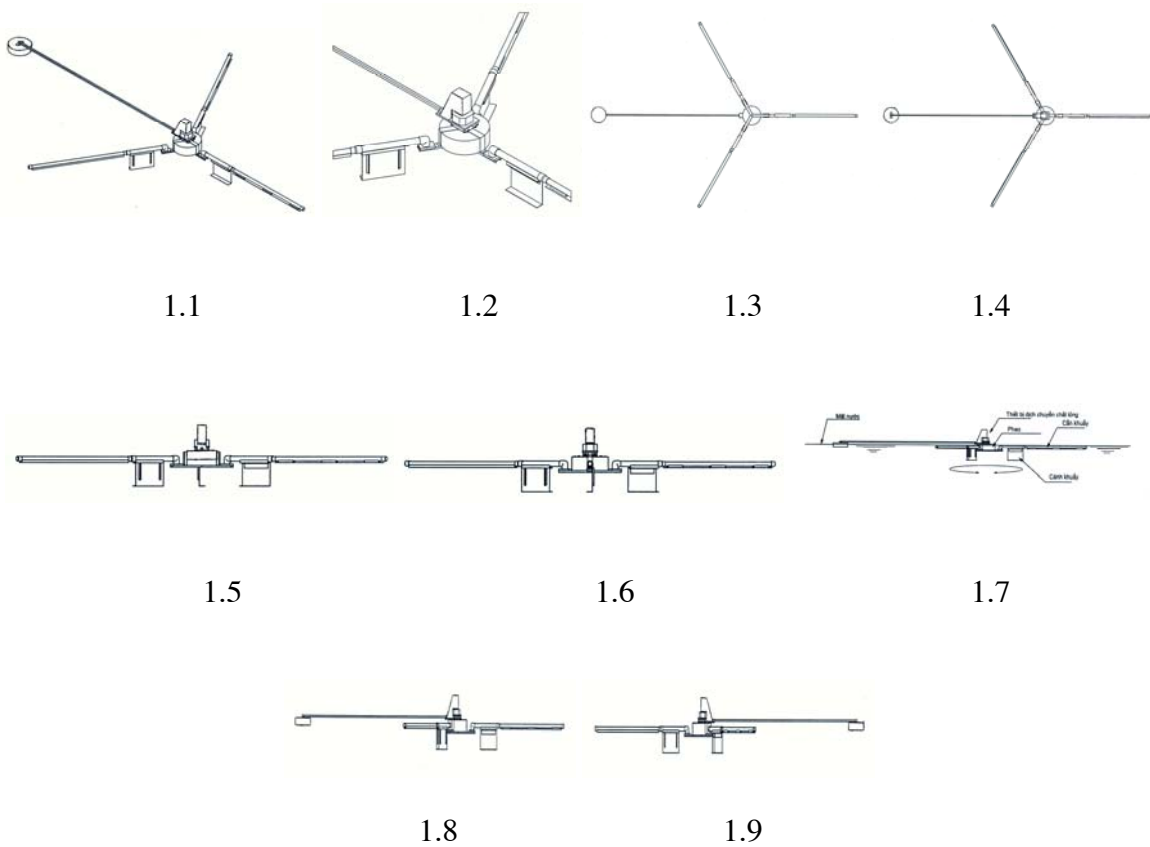 1.1 1.2 1.3 1.4
Mặt nước
Thiết bị dịch chuyển chất lỏng
Phao
Cần khuấy
Cánh khuấy
1.5 1.6 1.7
1.8 1.9